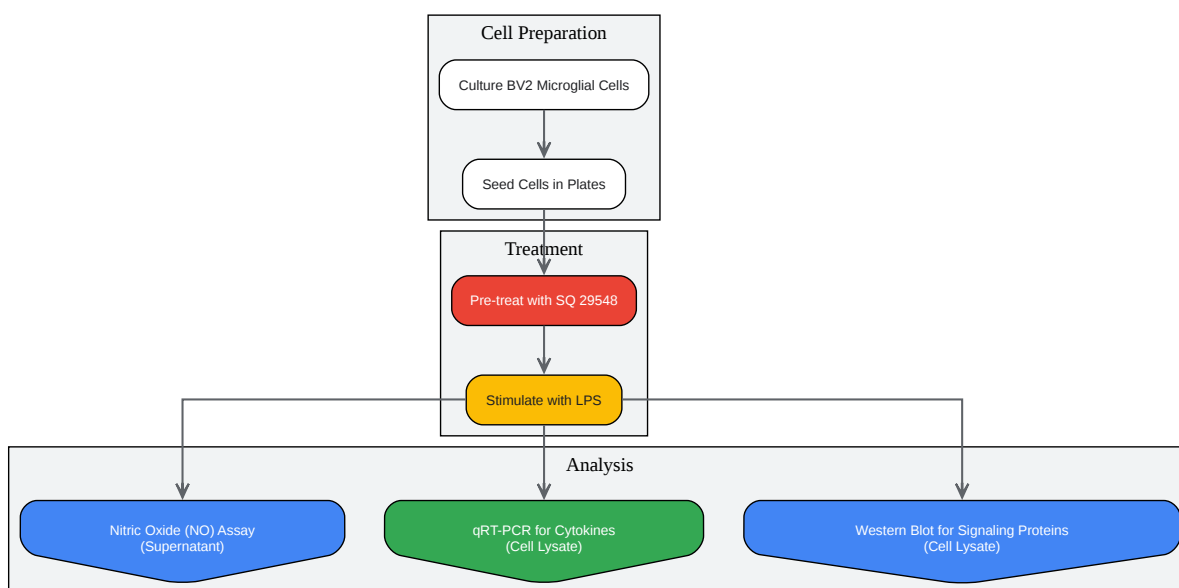 Cell Preparation
Culture BV2 Microglial Cells
Seed Cells in Plates
Treatment
Pre-treat with SQ 29548
Stimulate with LPS
Analysis
Nitric Oxide (NO) Assay
(Supernatant)
qRT-PCR for Cytokines
(Cell Lysate)
Western Blot for Signaling Proteins
(Cell Lysate)